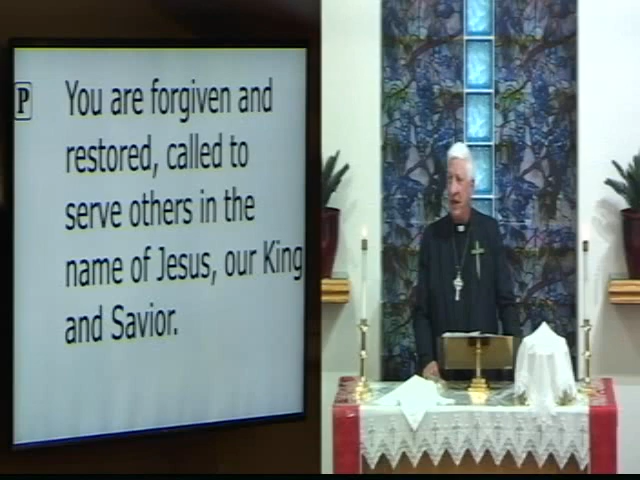 P You are forgiven and
restored, called to
serve others in the
name of Jesus, our King
and Savior.